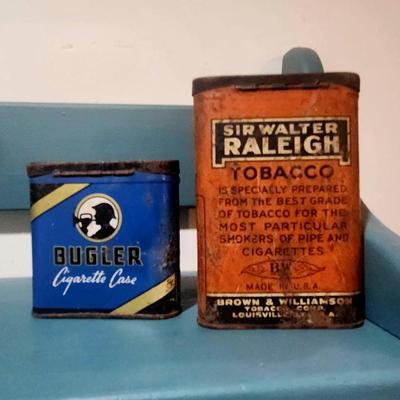 BUGLER
Cigarette Case
SIR WALTER
RALEIGH
TOBACCO
IS SPECIALLY PREPARED
FROM THE BEST GRADE
OF TOBACCO FOR THE
MOST PARTICULAR
SMOKERS OF PIPE AND
CIGARETTES
B W
MADE IN U.S.A.
BROWN & WILLIAMSON
TOBACCO CORP.
LOUISVILLE, U.S.A.